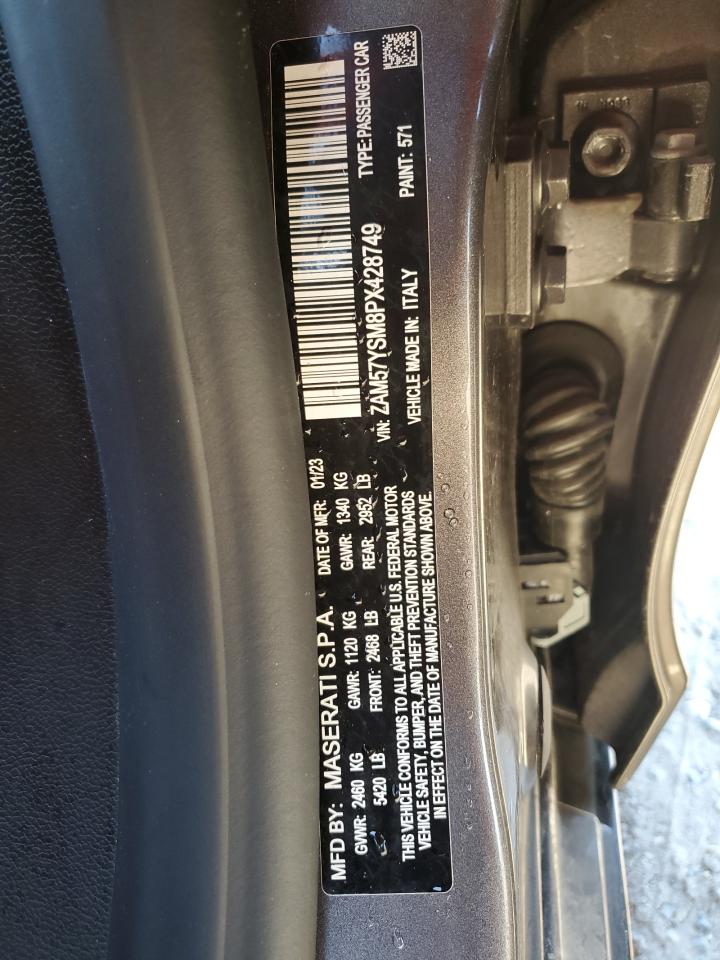 MFD BY: MASERATI S.P.A. DATE OF MFR: 01/23
GVWR: 2460 KG GAWR: 1120 KG GAWR: 1340 KG
5420 LB FRONT: 2468 LB REAR: 2952 LB
THIS VEHICLE CONFORMS TO ALL APPLICABLE U.S. FEDERAL MOTOR
VEHICLE SAFETY, BUMPER, AND THEFT PREVENTION STANDARDS
IN EFFECT ON THE DATE OF MANUFACTURE SHOWN ABOVE.
VIN: ZAM57YSM8PX428749 TYPE: PASSENGER CAR
VEHICLE MADE IN: ITALY PAINT: 571